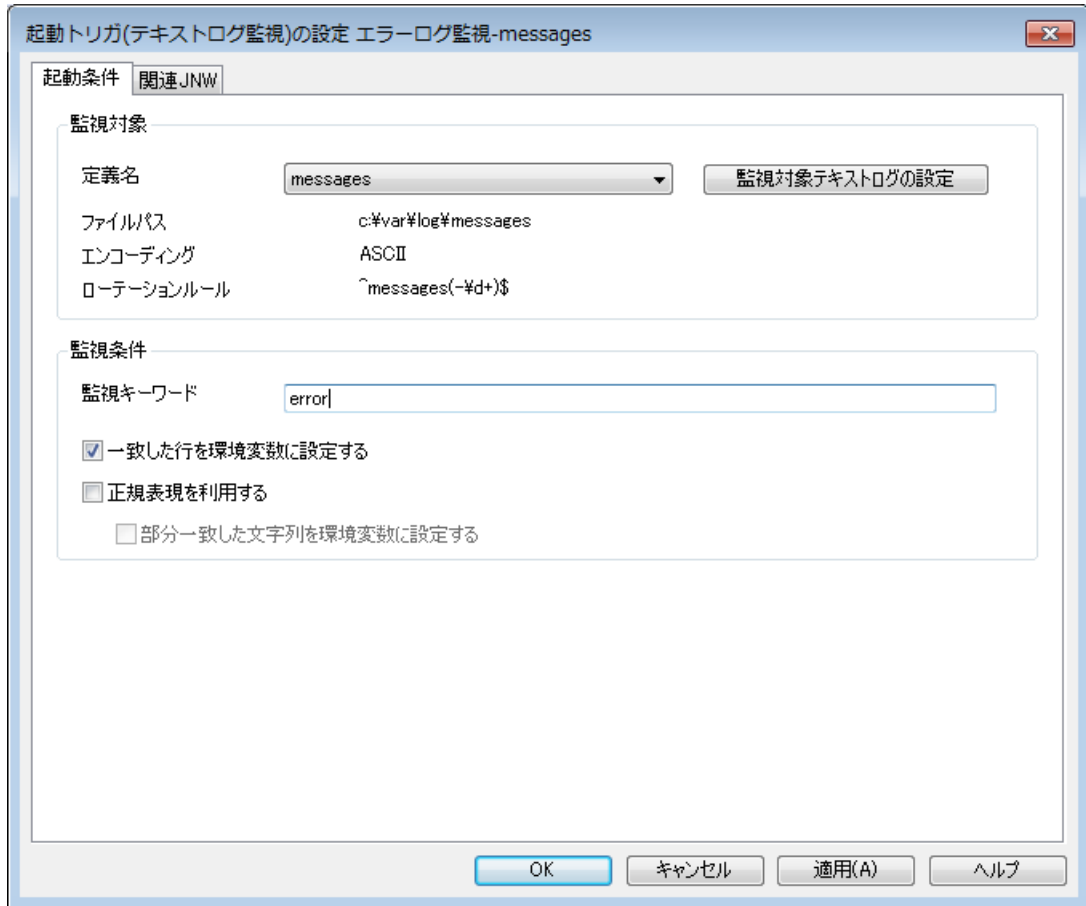 起動トリガ(テキストログ監視)の設定 エラーログ監視-messages
起動条件 関連JNW
監視対象
定義名 messages 監視対象テキストログの設定
ファイルパス c:¥var¥log¥messages
エンコーディング ASCII
ローテーションルール ^messages(-¥d+)$
監視条件
監視キーワード error
一致した行を環境変数に設定する
正規表現を利用する
部分一致した文字列を環境変数に設定する
OK キャンセル 適用(A) ヘルプ